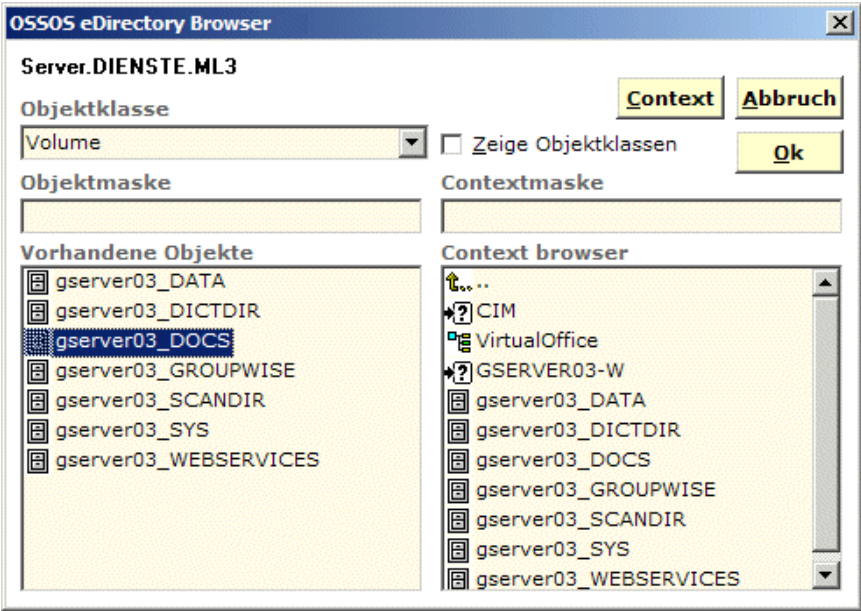 OSSOS eDirectory Browser
Server.DIENSTE.ML3
Context
Abbruch
Objektklasse
Volume
Zeige Objektklassen
Ok
Objektmaske
Contextmaske
Vorhandene Objekte
gserver03_DATA
gserver03_DICTDIR
gserver03_DOCS
gserver03_GROUPWISE
gserver03_SCANDIR
gserver03_SYS
gserver03_WEBSERVICES
Context browser
..
CIM
VirtualOffice
GSERVER03-W
gserver03_DATA
gserver03_DICTDIR
gserver03_DOCS
gserver03_GROUPWISE
gserver03_SCANDIR
gserver03_SYS
gserver03_WEBSERVICES